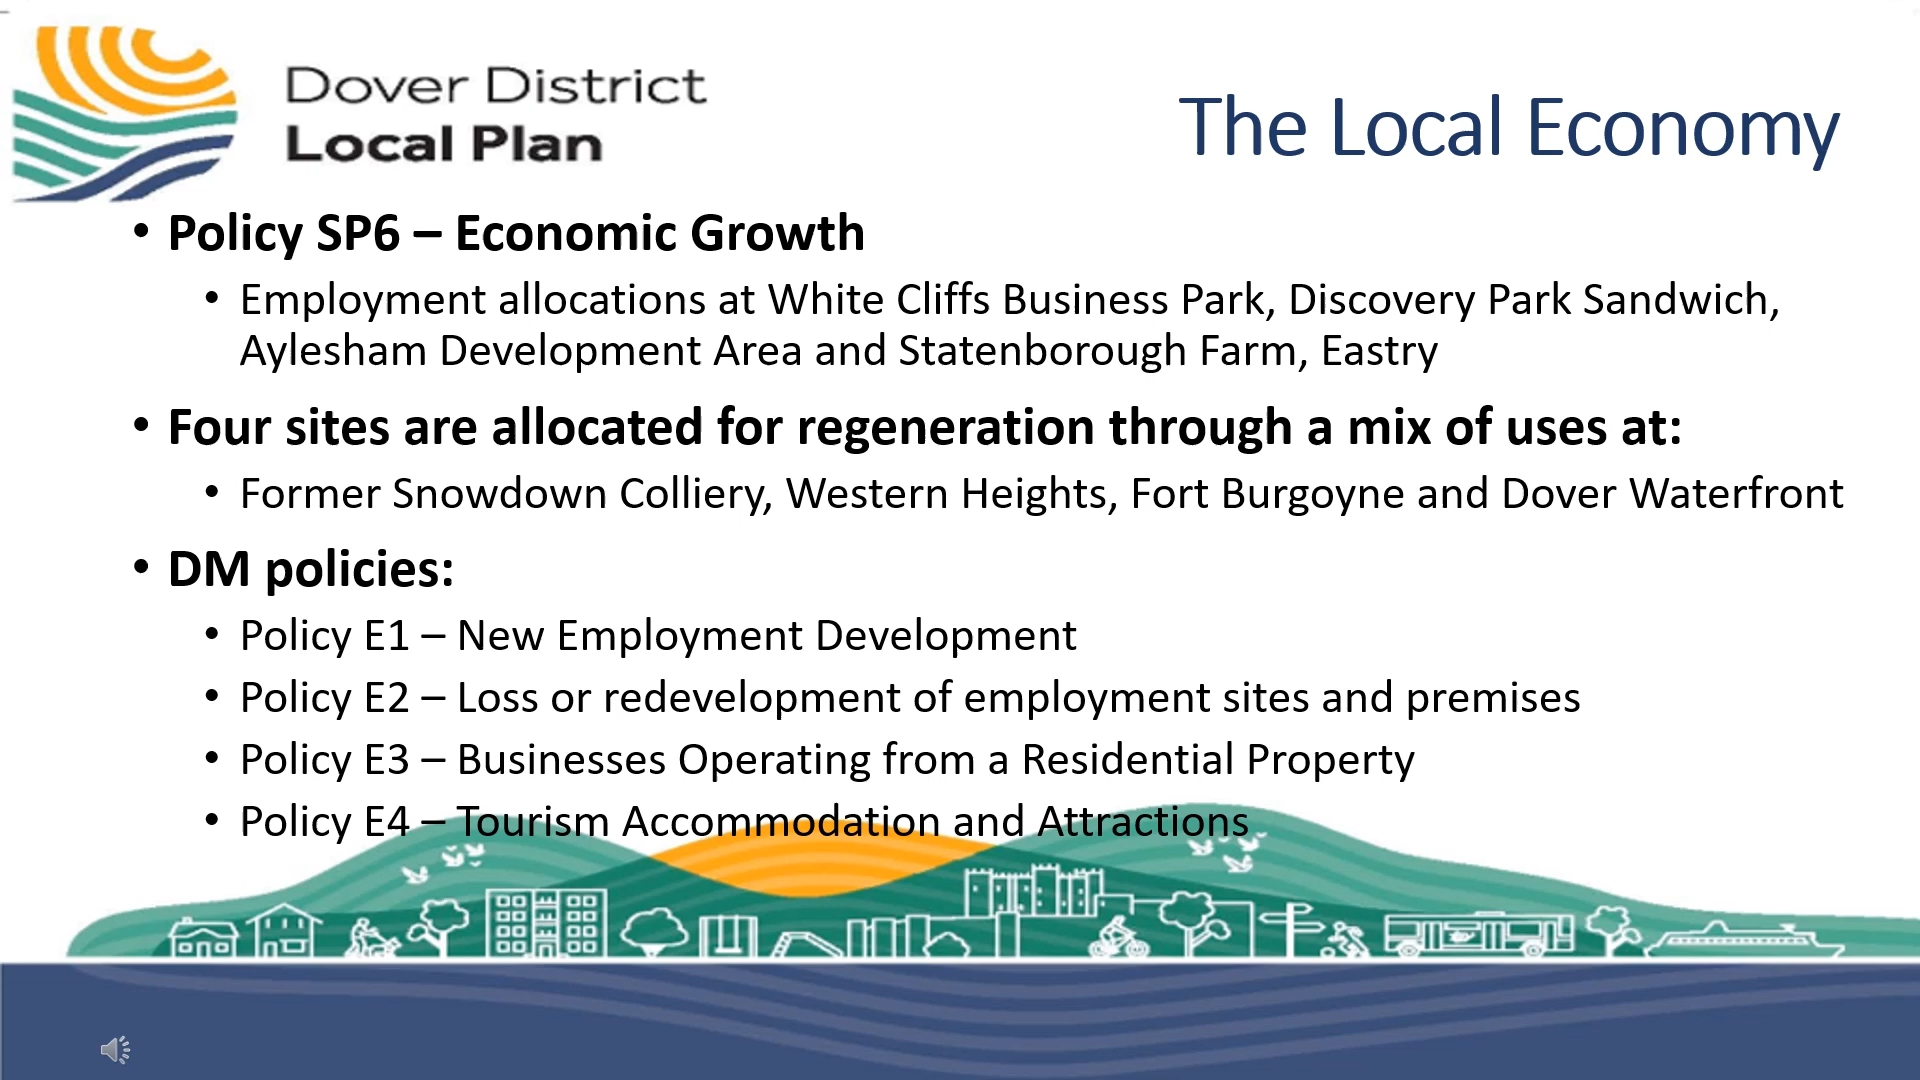 Dover District
Local Plan
The Local Economy
• Policy SP6 – Economic Growth
• Employment allocations at White Cliffs Business Park, Discovery Park Sandwich,
Aylesham Development Area and Statenborough Farm, Eastry
• Four sites are allocated for regeneration through a mix of uses at:
• Former Snowdown Colliery, Western Heights, Fort Burgoyne and Dover Waterfront
• DM policies:
• Policy E1 – New Employment Development
• Policy E2 – Loss or redevelopment of employment sites and premises
• Policy E3 – Businesses Operating from a Residential Property
• Policy E4 – Tourism Accommodation and Attractions